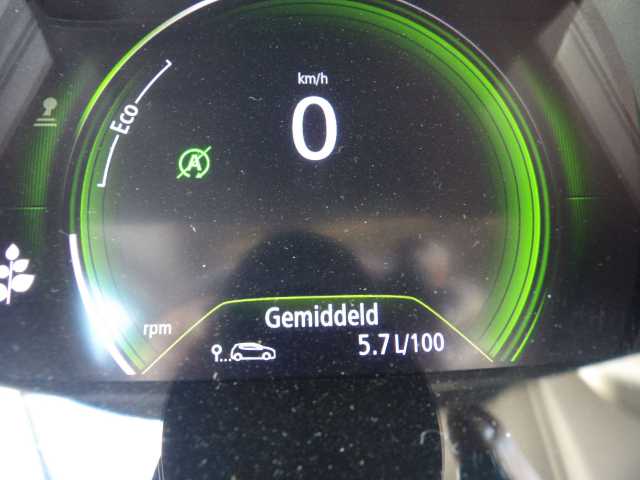 km/h
0
Eco
A
rpm
Gemiddeld
5.7 L/100